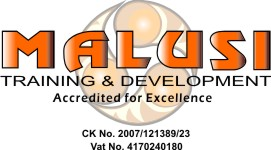 MALUSI
TRAINING & DEVELOPMENT
Accredited for Excellence
CK No. 2007/121389/23
Vat No. 4170240180